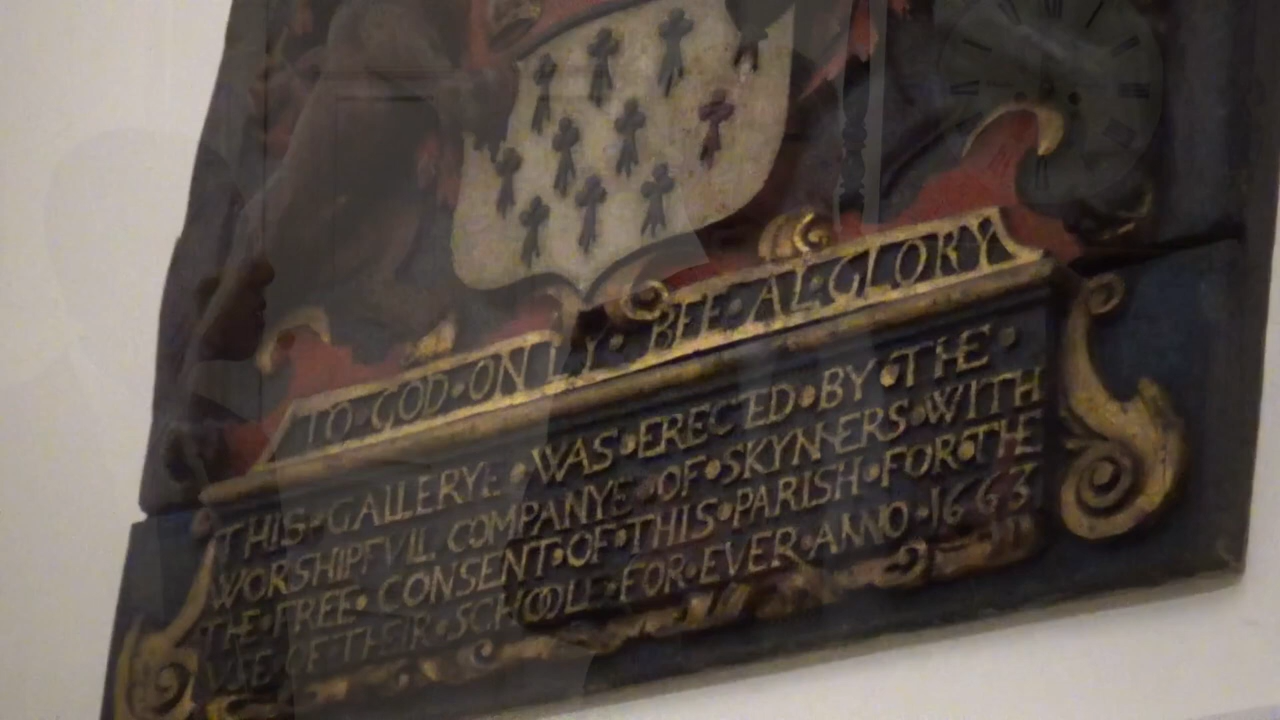 TO·GOD·ONLY·BEE·AL·GLORY
THIS·GALLERYE·WAS·ERECTED·BY·THE·
WORSHIPFVLL COMPANYE·OF·SKYNNERS·WITH
THE·FREE·CONSENT·OF·THIS·PARISH·FOR·THE
VSE·OF·THEIR·SCHOOLE·FOR·EVER·ANNO·1663